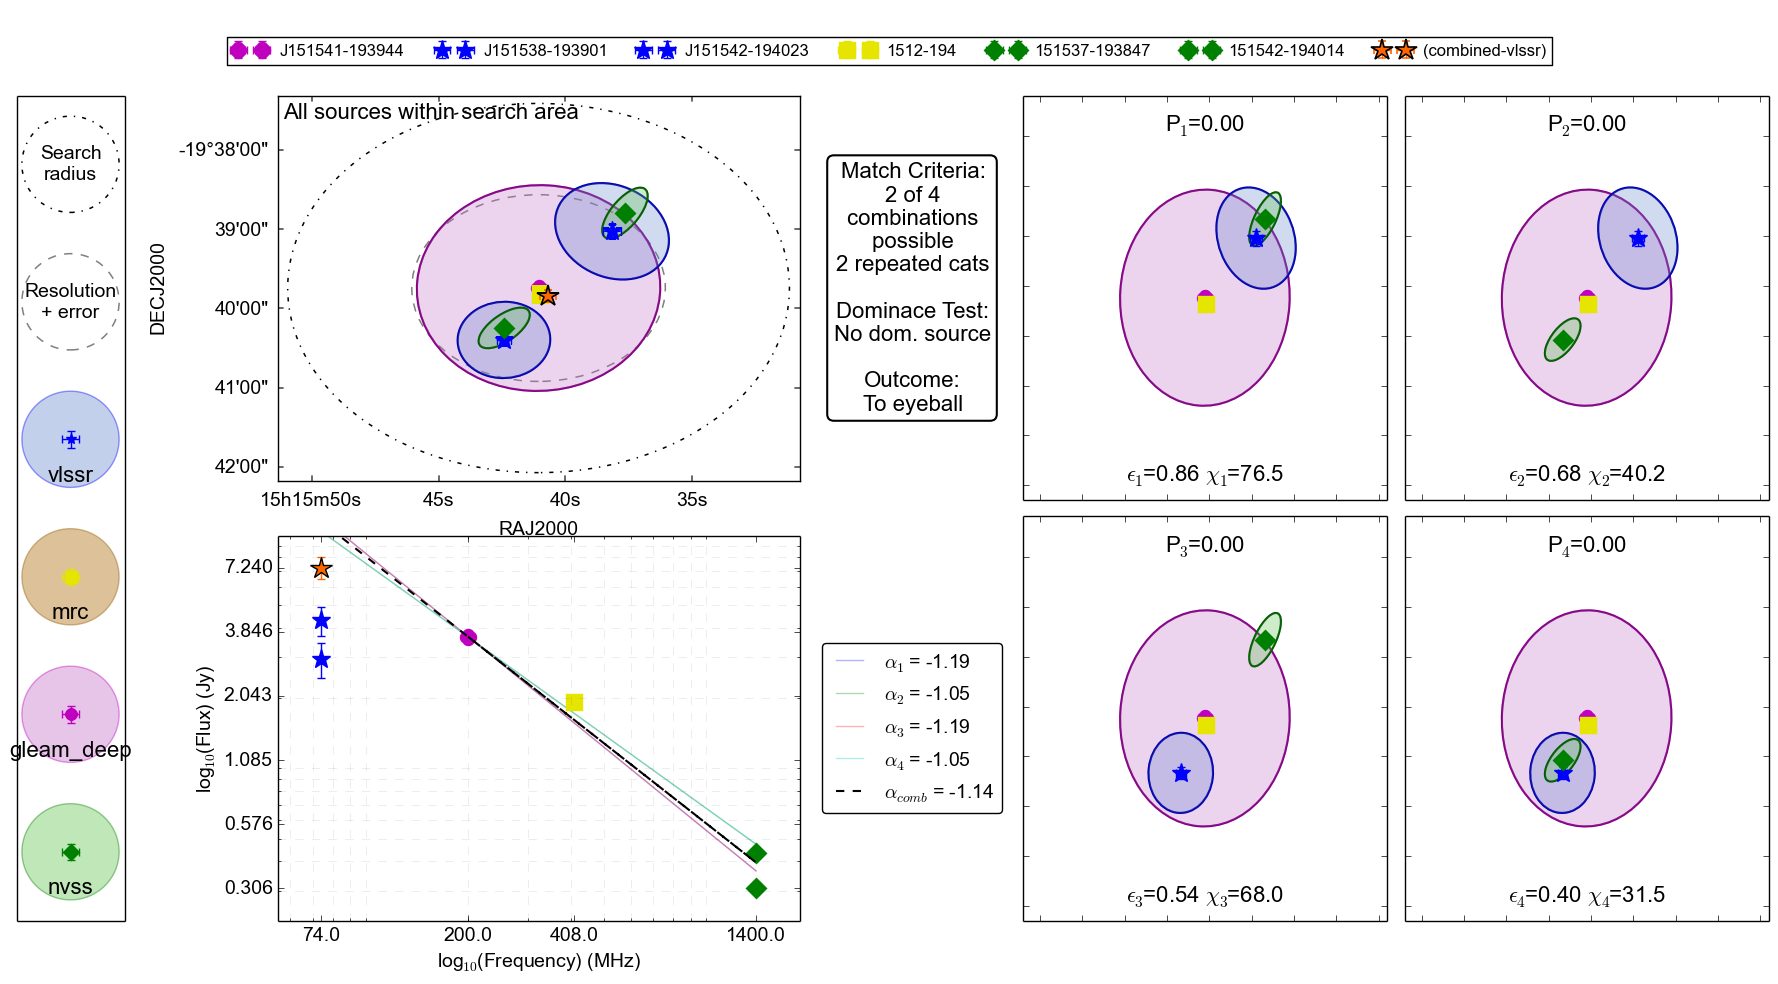 J151541-193944 J151538-193901 J151542-194023 1512-194 151537-193847 151542-194014 (combined-vlssr)
Search
radius
Resolution
+ error
vlssr
mrc
gleam_deep
nvss
All sources within search area
DECJ2000
-19°38'00"
39'00"
40'00"
41'00"
42'00"
15h15m50s 45s 40s 35s
RAJ2000
Match Criteria:
2 of 4
combinations
possible
2 repeated cats
Dominace Test:
No dom. source
Outcome:
To eyeball
P1=0.00
ϵ1=0.86 χ1=76.5
P2=0.00
ϵ2=0.68 χ2=40.2
log10(Flux) (Jy)
7.240
3.846
2.043
1.085
0.576
0.306
74.0 200.0 408.0 1400.0
log10(Frequency) (MHz)
α1 = -1.19
α2 = -1.05
α3 = -1.19
α4 = -1.05
αcomb = -1.14
P3=0.00
ϵ3=0.54 χ3=68.0
P4=0.00
ϵ4=0.40 χ4=31.5